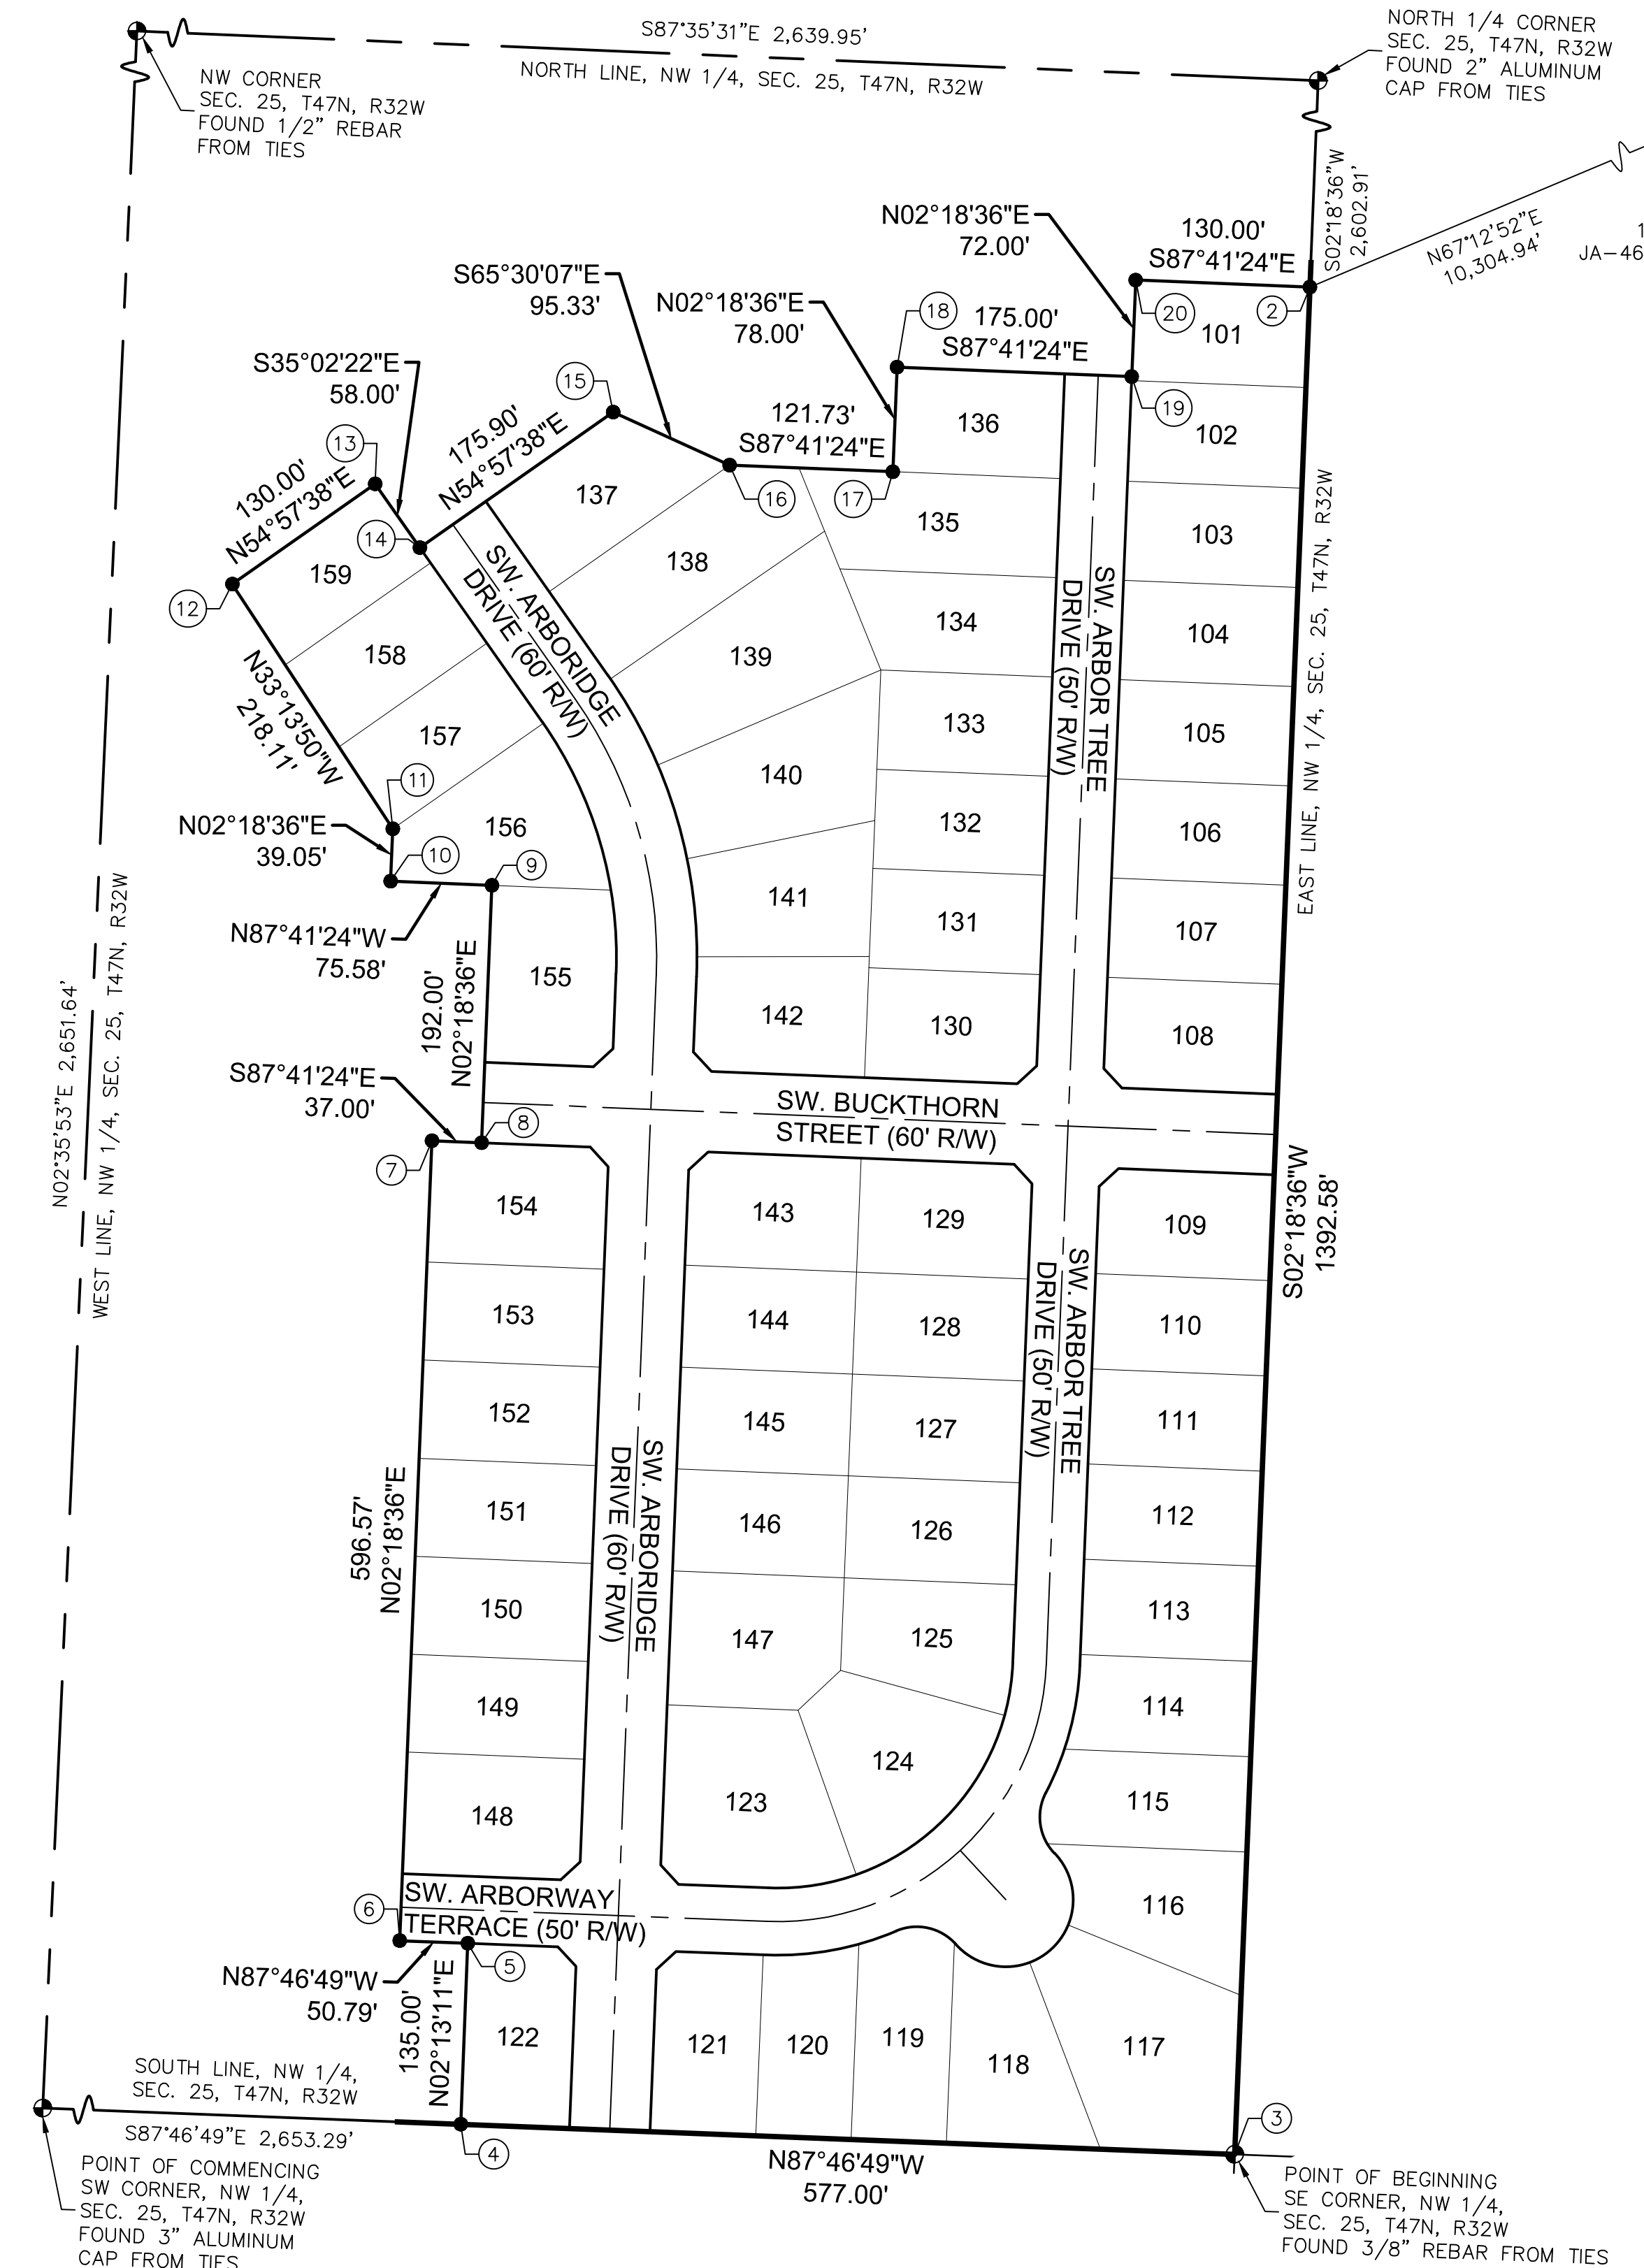 S87°35'31"E 2,639.95'
NORTH LINE, NW 1/4, SEC. 25, T47N, R32W
NORTH 1/4 CORNER
SEC. 25, T47N, R32W
FOUND 2" ALUMINUM
CAP FROM TIES
NW CORNER
SEC. 25, T47N, R32W
FOUND 1/2" REBAR
FROM TIES
S02°18'36"W
2,602.91'
N67°12'52"E
10,304.94'
1
JA-46
N02°18'36"E
72.00'
130.00'
S87°41'24"E
20
2
101
S65°30'07"E
95.33'
N02°18'36"E
78.00'
18
175.00'
S87°41'24"E
19
S35°02'22"E
58.00'
15
175.90'
N54°57'38"E
121.73'
S87°41'24"E
13
130.00'
N54°57'38"E
14
16
17
12
136
102
137
135
103
138
159
134
104
158
139
133
105
157
140
132
106
156
141
131
107
155
142
130
108
SW. ARBORIDGE
DRIVE (60' R/W)
SW. ARBOR TREE
DRIVE (50' R/W)
EAST LINE, NW 1/4, SEC. 25, T47N, R32W
N33°13'50"W
218.11'
11
N02°18'36"E
39.05'
10
9
N87°41'24"W
75.58'
192.00'
N02°18'36"E
N02°35'53"E 2,651.64'
WEST LINE, NW 1/4, SEC. 25, T47N, R32W
S87°41'24"E
37.00'
8
7
SW. BUCKTHORN
STREET (60' R/W)
S02°18'36"W
1392.58'
154
143
129
109
153
144
128
110
152
145
127
111
151
146
126
112
150
147
125
113
149
114
148
123
124
115
116
SW. ARBORIDGE
DRIVE (60' R/W)
SW. ARBOR TREE
DRIVE (50' R/W)
596.57'
N02°18'36"E
6
SW. ARBORWAY
TERRACE (50' R/W)
5
N87°46'49"W
50.79'
135.00'
N02°13'11"E
122
121
120
119
118
117
SOUTH LINE, NW 1/4,
SEC. 25, T47N, R32W
S87°46'49"E 2,653.29'
4
3
N87°46'49"W
577.00'
POINT OF COMMENCING
SW CORNER, NW 1/4,
SEC. 25, T47N, R32W
FOUND 3" ALUMINUM
CAP FROM TIES
POINT OF BEGINNING
SE CORNER, NW 1/4,
SEC. 25, T47N, R32W
FOUND 3/8" REBAR FROM TIES